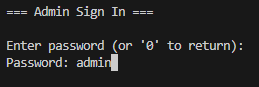 === Admin Sign In ===
Enter password (or '0' to return):
Password: admin